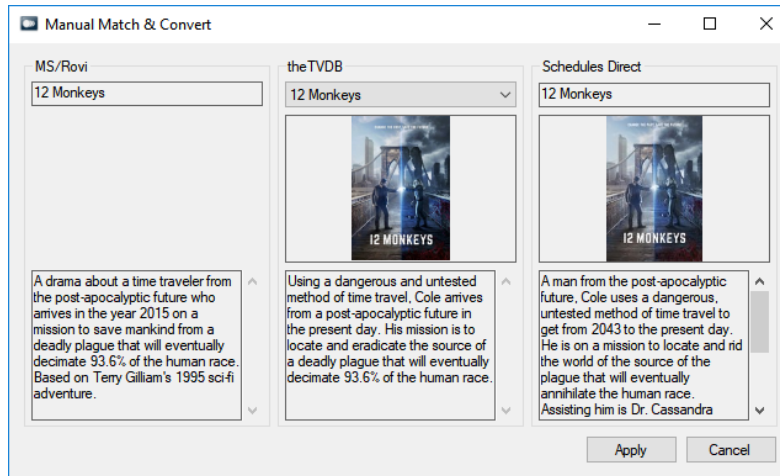 Manual Match & Convert
MS/Rovi
12 Monkeys
A drama about a time traveler from
the post-apocalyptic future who
arrives in the year 2015 on a
mission to save mankind from a
deadly plague that will eventually
decimate 93.6% of the human race.
Based on Terry Gilliam's 1995 sci-fi
adventure.
theTVDB
12 Monkeys
12 MONKEYS
Using a dangerous and untested
method of time travel, Cole arrives
from a post-apocalyptic future in
the present day. His mission is to
locate and eradicate the source of
a deadly plague that will eventually
decimate 93.6% of the human race.
Schedules Direct
12 Monkeys
12 MONKEYS
A man from the post-apocalyptic
future, Cole uses a dangerous,
untested method of time travel to
get from 2043 to the present day.
He is on a mission to locate and rid
the world of the source of the
plague that will eventually
annihilate the human race.
Assisting him is Dr. Cassandra
Apply
Cancel